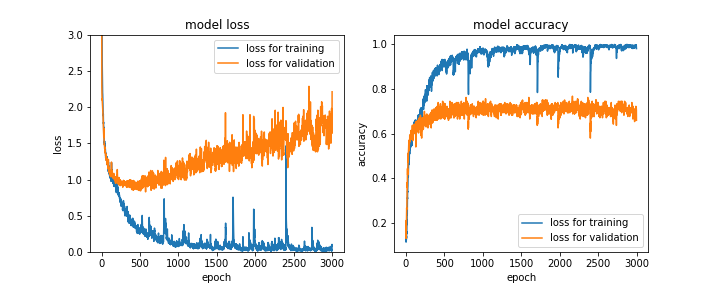 model loss
loss
3.0
2.5
2.0
1.5
1.0
0.5
0.0
loss for training
loss for validation
0 500 1000 1500 2000 2500 3000
epoch
model accuracy
accuracy
1.0
0.8
0.6
0.4
0.2
loss for training
loss for validation
0 500 1000 1500 2000 2500 3000
epoch